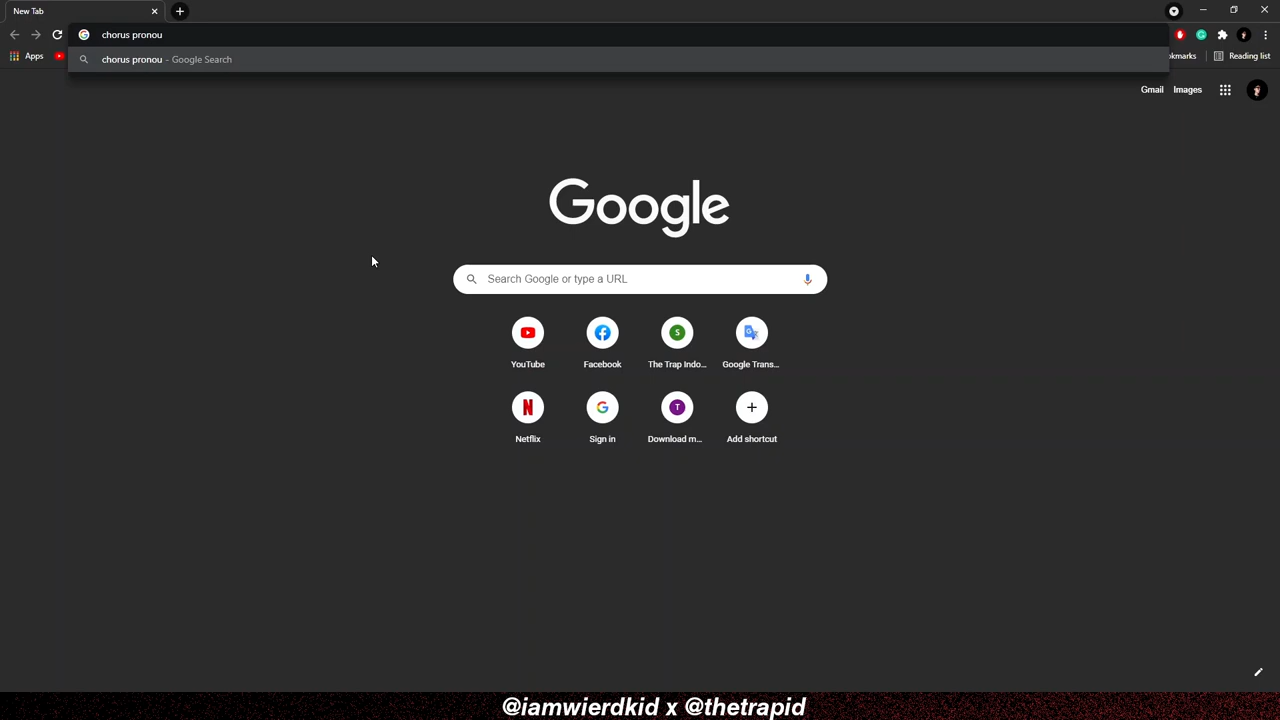 New Tab
chorus pronou
chorus pronou - Google Search
Apps
okmarks
Reading list
Gmail
Images
Google
Search Google or type a URL
S
YouTube
Facebook
The Trap Indo...
Google Trans...
N
T
Netflix
Sign in
Download m...
Add shortcut
@iamwierdkid x @thetrapid